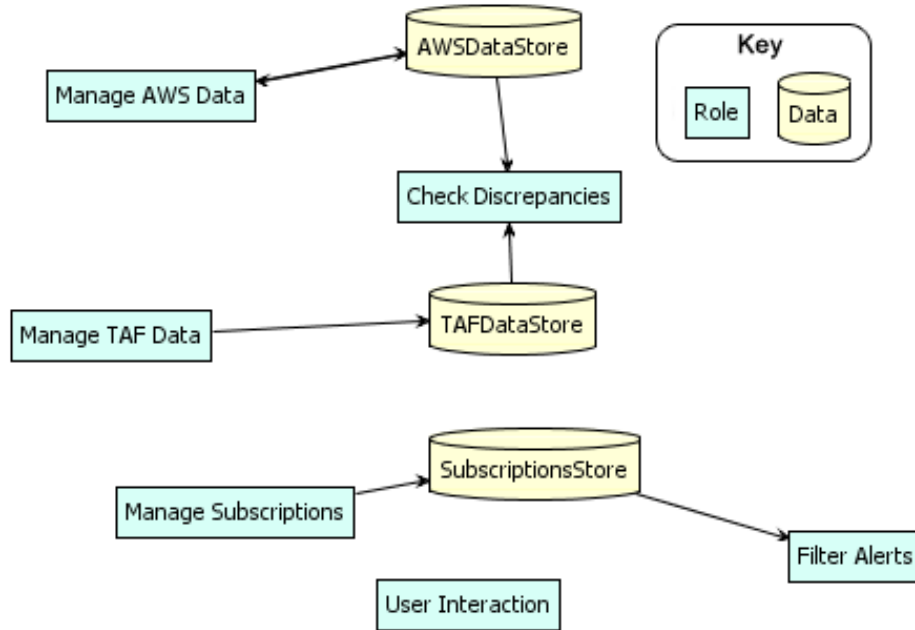 AWSDataStore
Key
Manage AWS Data
Role
Data
Check Discrepancies
TAFDataStore
Manage TAF Data
SubscriptionsStore
Manage Subscriptions
Filter Alerts
User Interaction